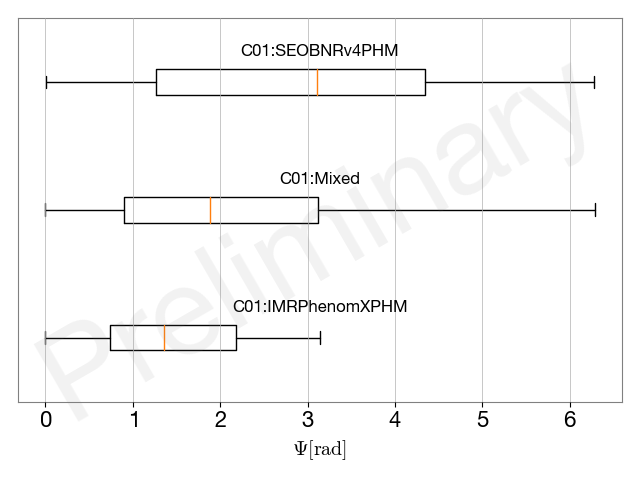 C01:SEOBNRv4PHM
C01:Mixed
C01:IMRPhenomXPHM
Preliminary
0 1 2 3 4 5 6
Ψ[rad]